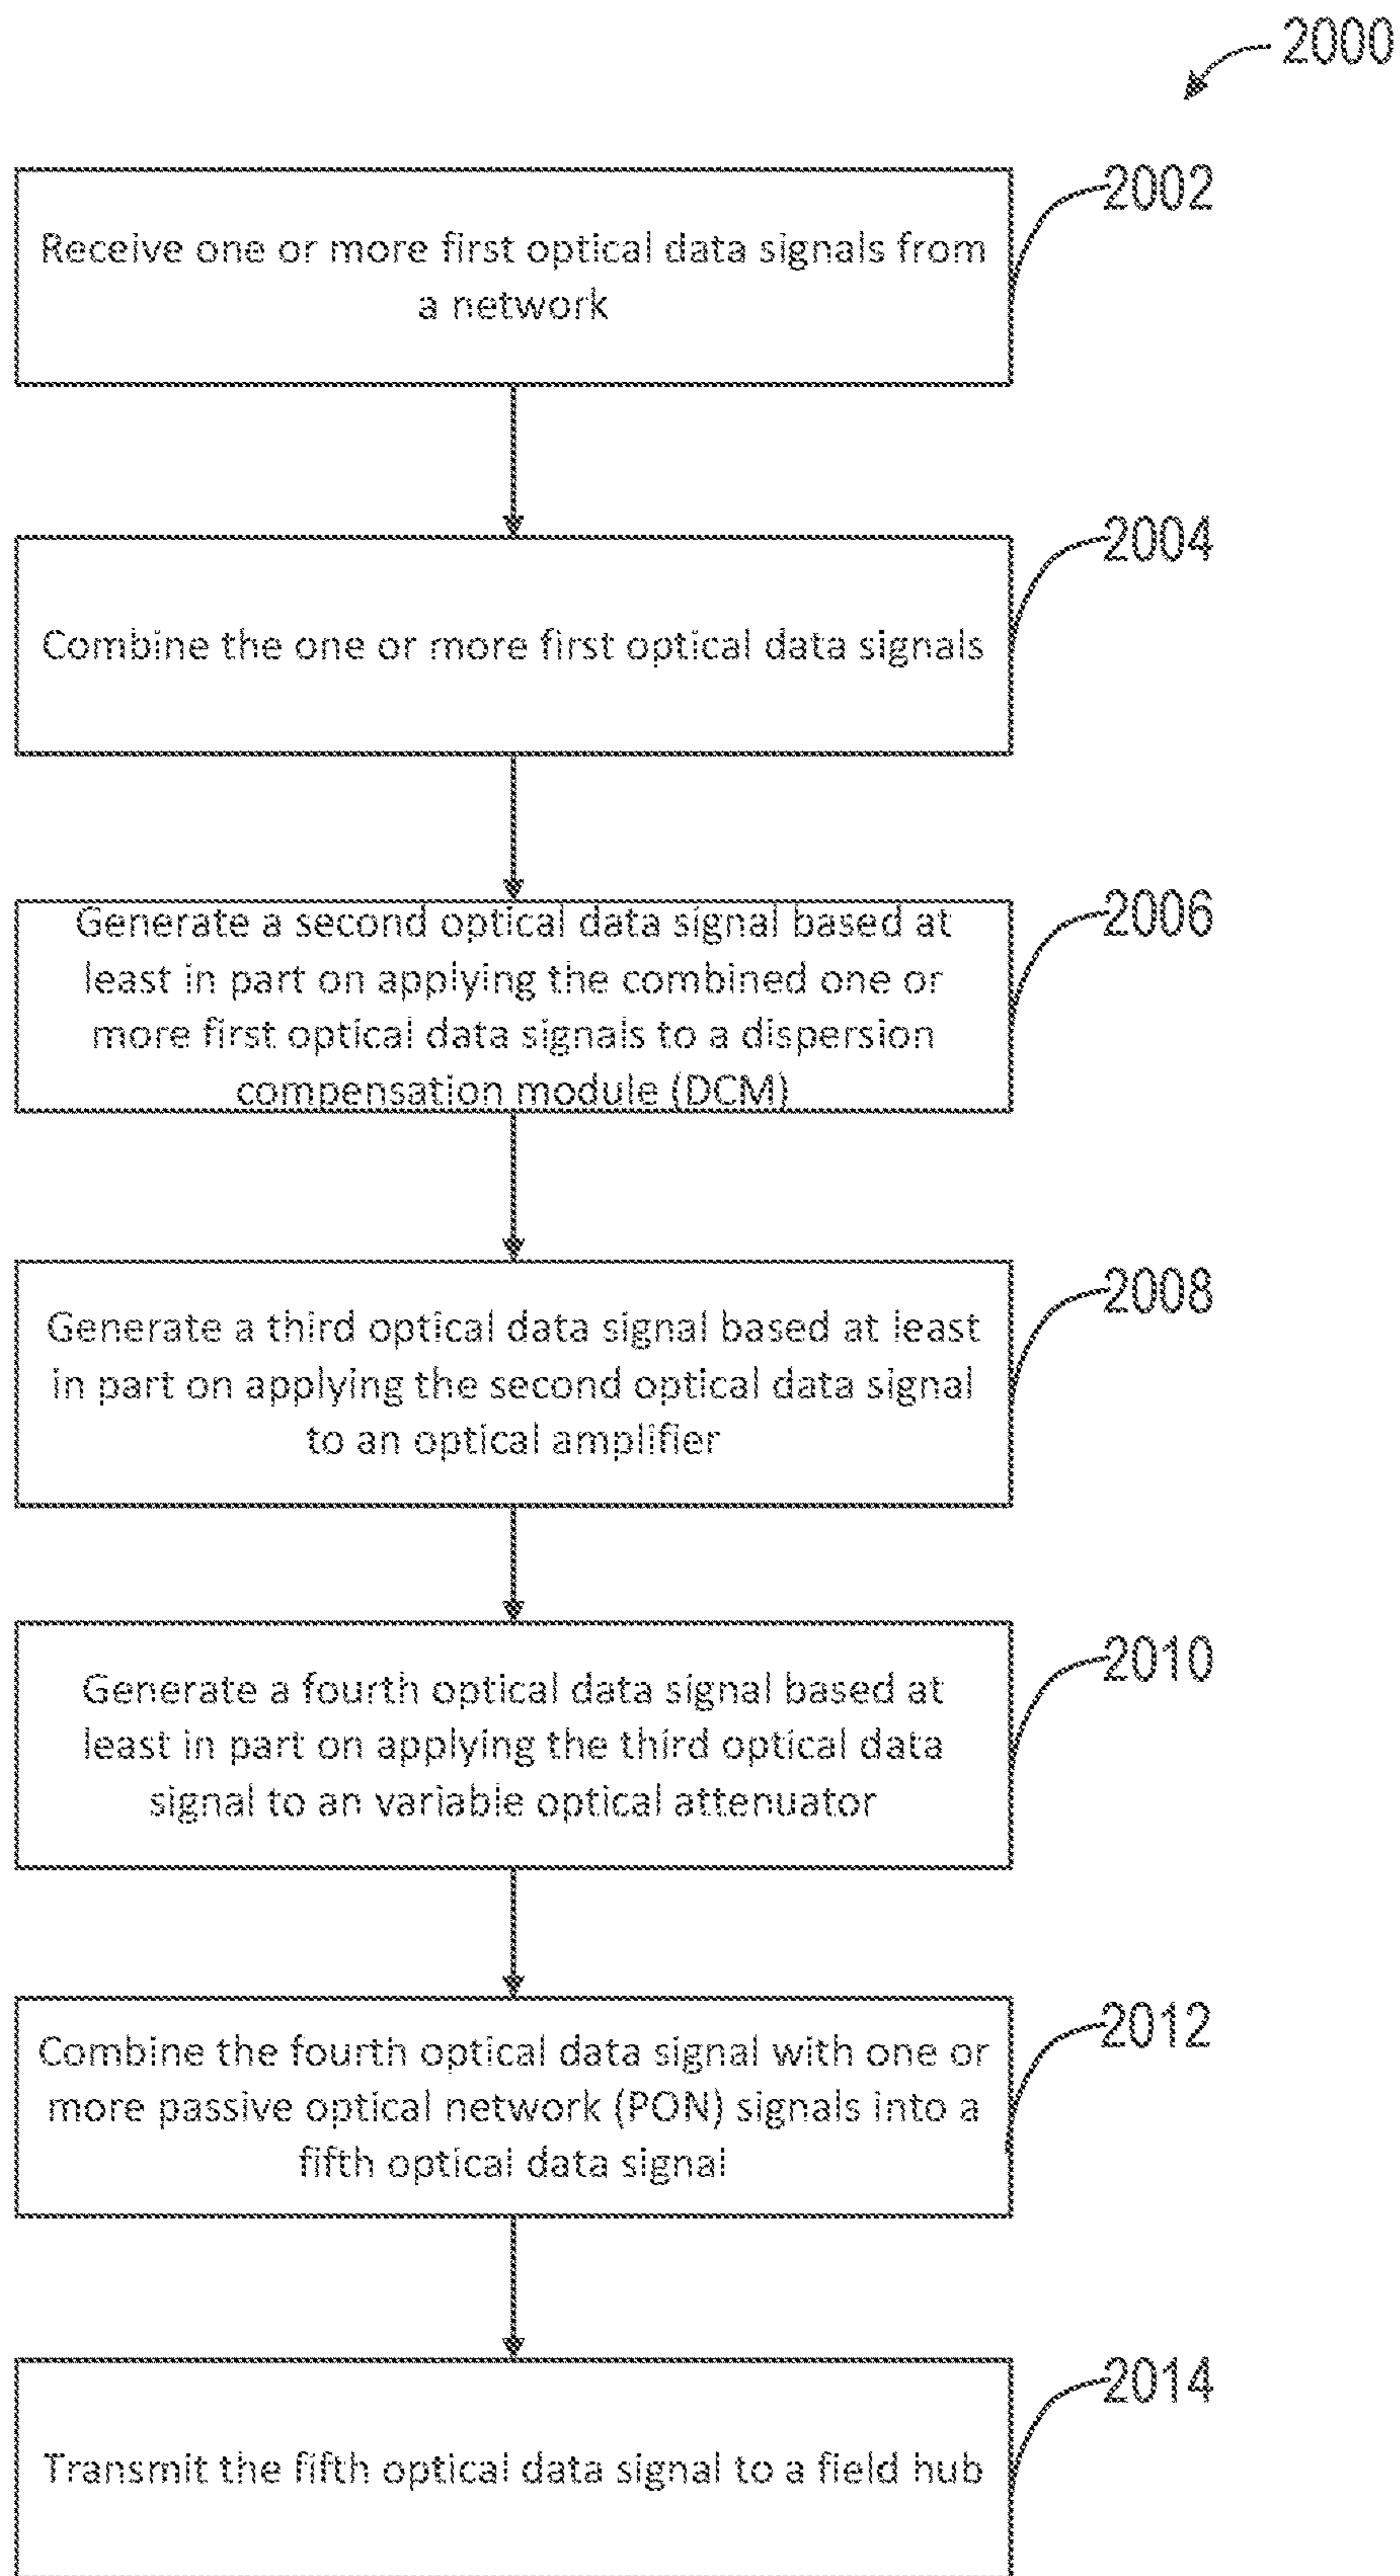 2000
2002
Receive one or more first optical data signals from
a network
2004
Combine the one or more first optical data signals
2006
Generate a second optical data signal based at
least in part on applying the combined one or
more first optical data signals to a dispersion
compensation module (DCM)
2008
Generate a third optical data signal based at least
in part on applying the second optical data signal
to an optical amplifier
2010
Generate a fourth optical data signal based at
least in part on applying the third optical data
signal to an variable optical attenuator
2012
Combine the fourth optical data signal with one or
more passive optical network (PON) signals into a
fifth optical data signal
2014
Transmit the fifth optical data signal to a field hub